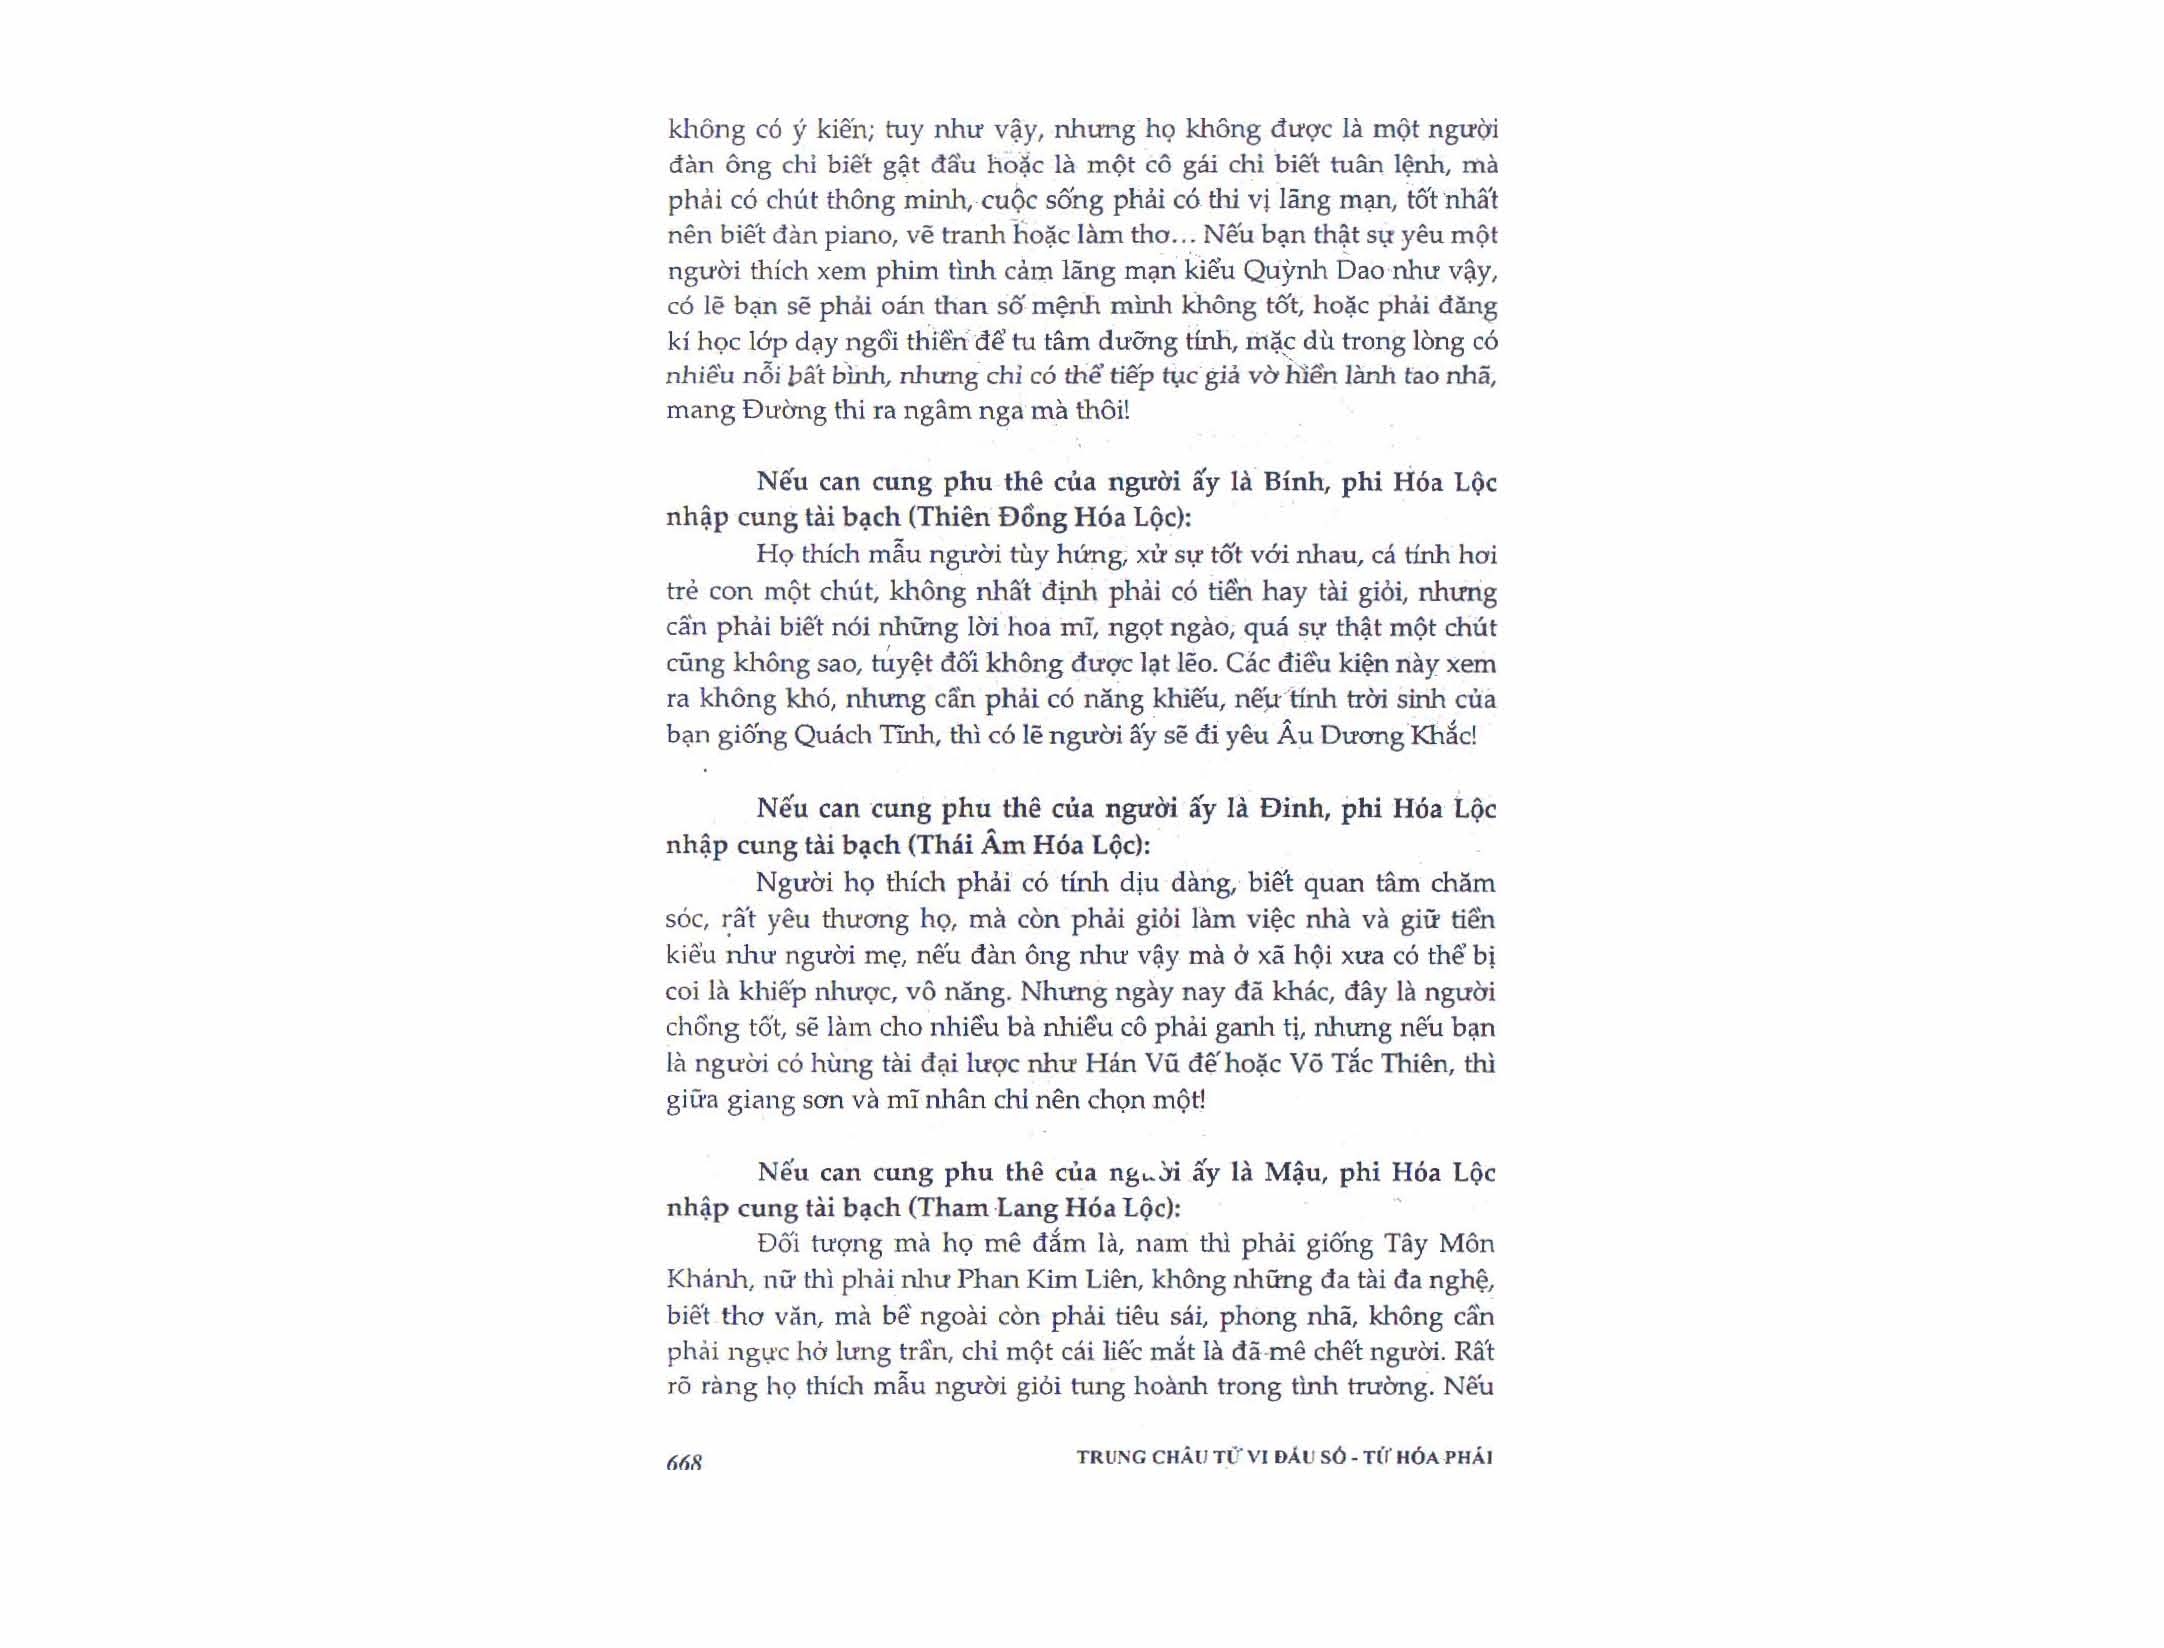 không có ý kiến; tuy như vậy, nhưng họ không được là một người
đàn ông chỉ biết gật đầu hoặc là một cô gái chỉ biết tuân lệnh, mà
phải có chút thông minh, cuộc sống phải có thi vị lãng mạn, tốt nhất
nên biết đàn piano, vẽ tranh hoặc làm thơ... Nếu bạn thật sự yêu một
người thích xem phim tình cảm lãng mạn kiểu Quỳnh Dao như vậy,
có lẽ bạn sẽ phải oán than số mệnh mình không tốt, hoặc phải đăng
kí học lớp dạy ngồi thiền để tu tâm dưỡng tính, mặc dù trong lòng có
nhiều nỗi bất bình, nhưng chỉ có thể tiếp tục giả vờ hiền lành tao nhã,
mang Đường thi ra ngâm nga mà thôi!
Nếu can cung phu thê của người ấy là Bính, phi Hóa Lộc
nhập cung tài bạch (Thiên Đồng Hóa Lộc):
Họ thích mẫu người tùy hứng, xử sự tốt với nhau, cá tính hơi
trẻ con một chút, không nhất định phải có tiền hay tài giỏi, nhưng
cần phải biết nói những lời hoa mĩ, ngọt ngào, quá sự thật một chút
cũng không sao, tuyệt đối không được lạt lẽo. Các điều kiện này xem
ra không khó, nhưng cần phải có năng khiếu, nếu tính trời sinh của
bạn giống Quách Tĩnh, thì có lẽ người ấy sẽ đi yêu Âu Dương Khắc!
Nếu can cung phu thê của người ấy là Đinh, phi Hóa Lộc
nhập cung tài bạch (Thái Âm Hóa Lộc):
Người họ thích phải có tính dịu dàng, biết quan tâm chăm
sóc, rất yêu thương họ, mà còn phải giỏi làm việc nhà và giữ tiền
kiểu như người mẹ, nếu đàn ông như vậy mà ở xã hội xưa có thể bị
coi là khiếp nhược, vô năng. Nhưng ngày nay đã khác, đây là người
chồng tốt, sẽ làm cho nhiều bà nhiều cô phải ganh tị, nhưng nếu bạn
là người có hùng tài đại lược như Hán Vũ đế hoặc Võ Tắc Thiên, thì
giữa giang sơn và mĩ nhân chỉ nên chọn một!
Nếu can cung phu thê của người ấy là Mậu, phi Hóa Lộc
nhập cung tài bạch (Tham Lang Hóa Lộc):
Đối tượng mà họ mê đắm là, nam thì phải giống Tây Môn
Khánh, nữ thì phải như Phan Kim Liên, không những đa tài đa nghệ,
biết thơ văn, mà bề ngoài còn phải tiêu sái, phong nhã, không cần
phải ngực hở lưng trần, chỉ một cái liếc mắt là đã mê chết người. Rất
rõ ràng họ thích mẫu người giỏi tung hoành trong tình trường. Nếu
668
TRUNG CHÂU TỬ VI ĐẨU SỐ - TỨ HÓA PHÁI